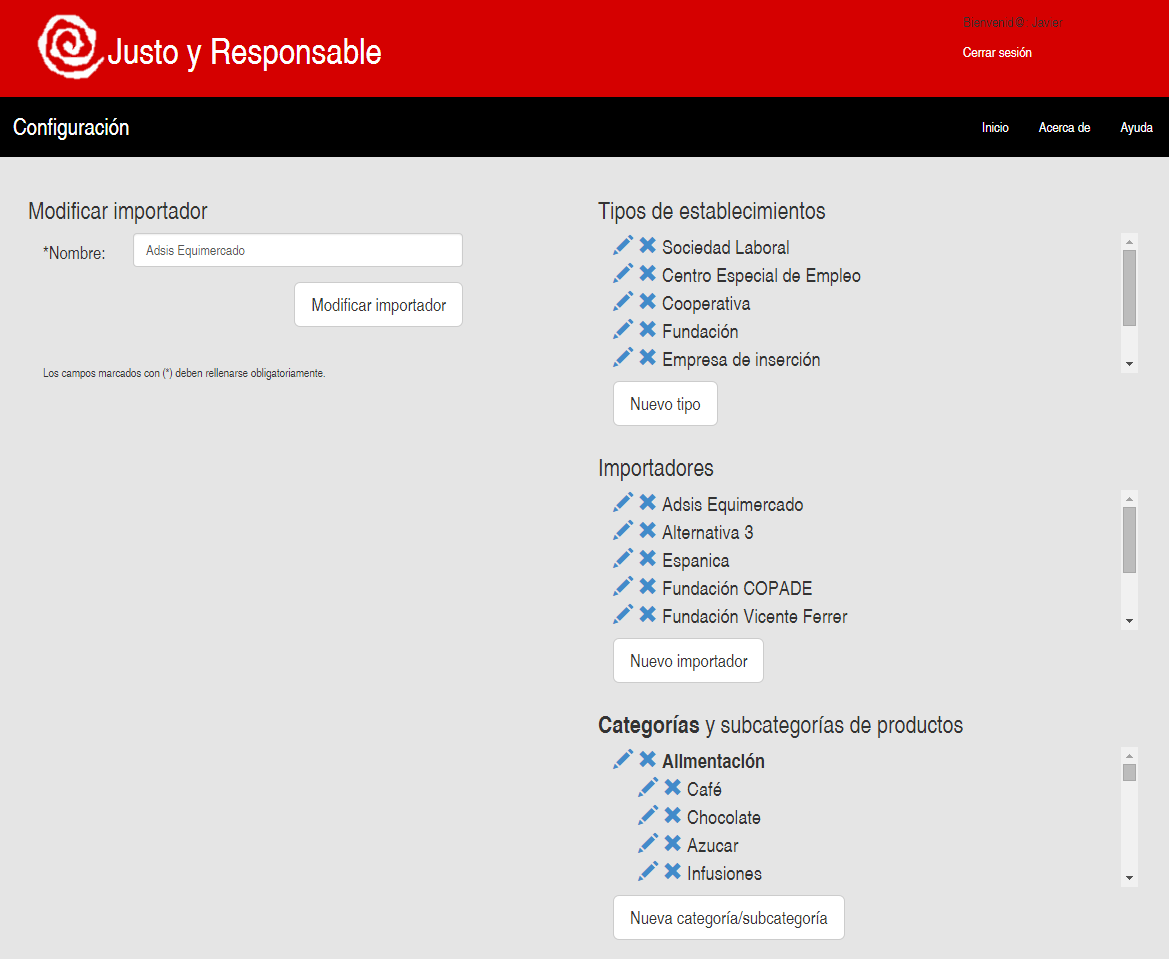 Justo y Responsable
Bienvenid@, Javier
Cerrar sesión
Configuración
Inicio
Acerca de
Ayuda
Modificar importador
*Nombre:
Adsis Equimercado
Modificar importador
Los campos marcados con (*) deben rellenarse obligatoriamente.
Tipos de establecimientos
Sociedad Laboral
Centro Especial de Empleo
Cooperativa
Fundación
Empresa de inserción
Nuevo tipo
Importadores
Adsis Equimercado
Alternativa 3
Espanica
Fundación COPADE
Fundación Vicente Ferrer
Nuevo importador
Categorías y subcategorías de productos
Alimentación
Café
Chocolate
Azucar
Infusiones
Nueva categoría/subcategoría